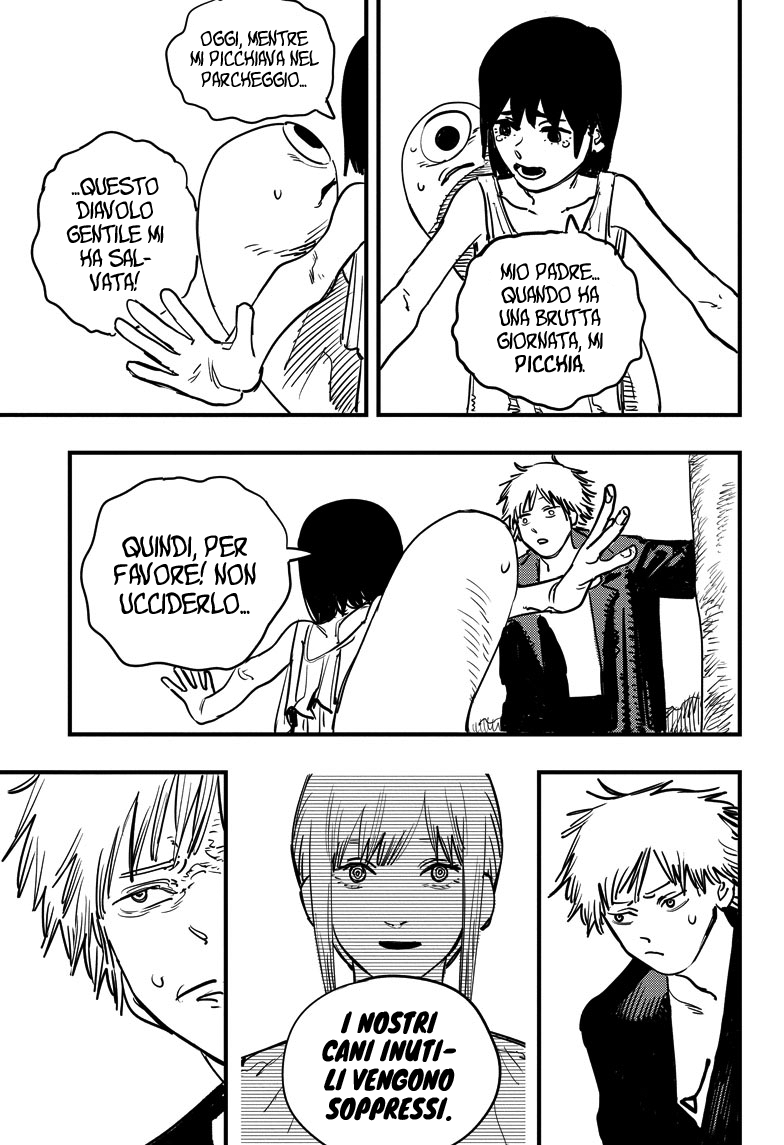 MIO PADRE...
QUANDO HA
UNA BRUTTA
GIORNATA, MI
PICCHIA.
OGGI, MENTRE
MI PICCHIAVA NEL
PARCHEGGIO...
...QUESTO
DIAVOLO
GENTILE MI
HA SAL-
VATA!
QUINDI, PER
FAVORE! NON
UCCIDERLO...
I NOSTRI
CANI INUTI-
LI VENGONO
SOPPRESSI.